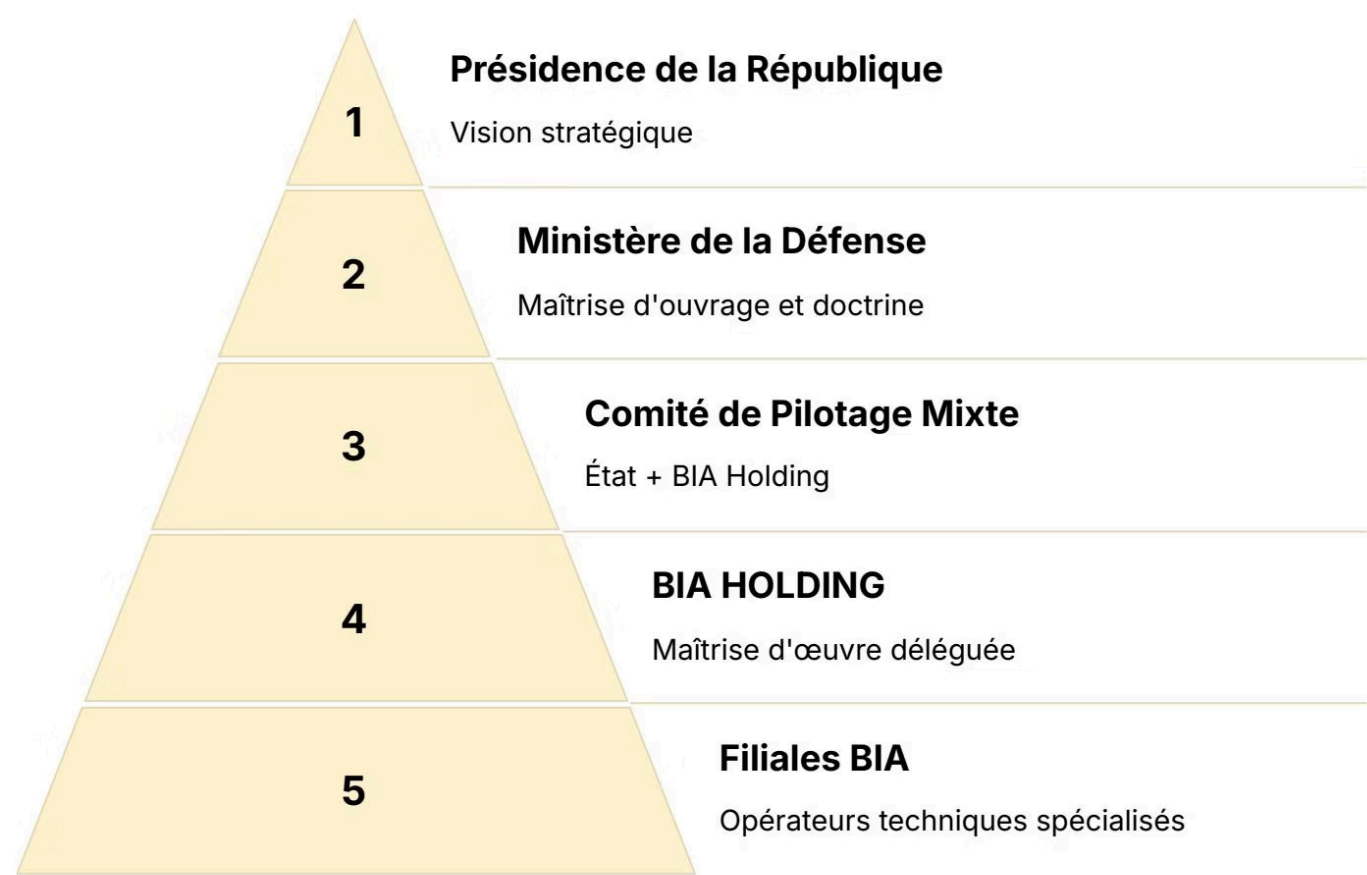 1
Présidence de la République
Vision stratégique
2
Ministère de la Défense
Maîtrise d'ouvrage et doctrine
3
Comité de Pilotage Mixte
État + BIA Holding
4
BIA HOLDING
Maîtrise d'œuvre déléguée
5
Filiales BIA
Opérateurs techniques spécialisés